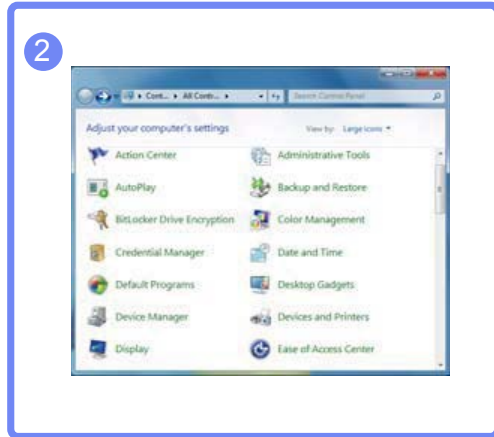 2
Cont... ▸ All Contr... ▸
Search Control Panel
Adjust your computer's settings
View by: Large icons
Action Center
Administrative Tools
AutoPlay
Backup and Restore
BitLocker Drive Encryption
Color Management
Credential Manager
Date and Time
Default Programs
Desktop Gadgets
Device Manager
Devices and Printers
Display
Ease of Access Center